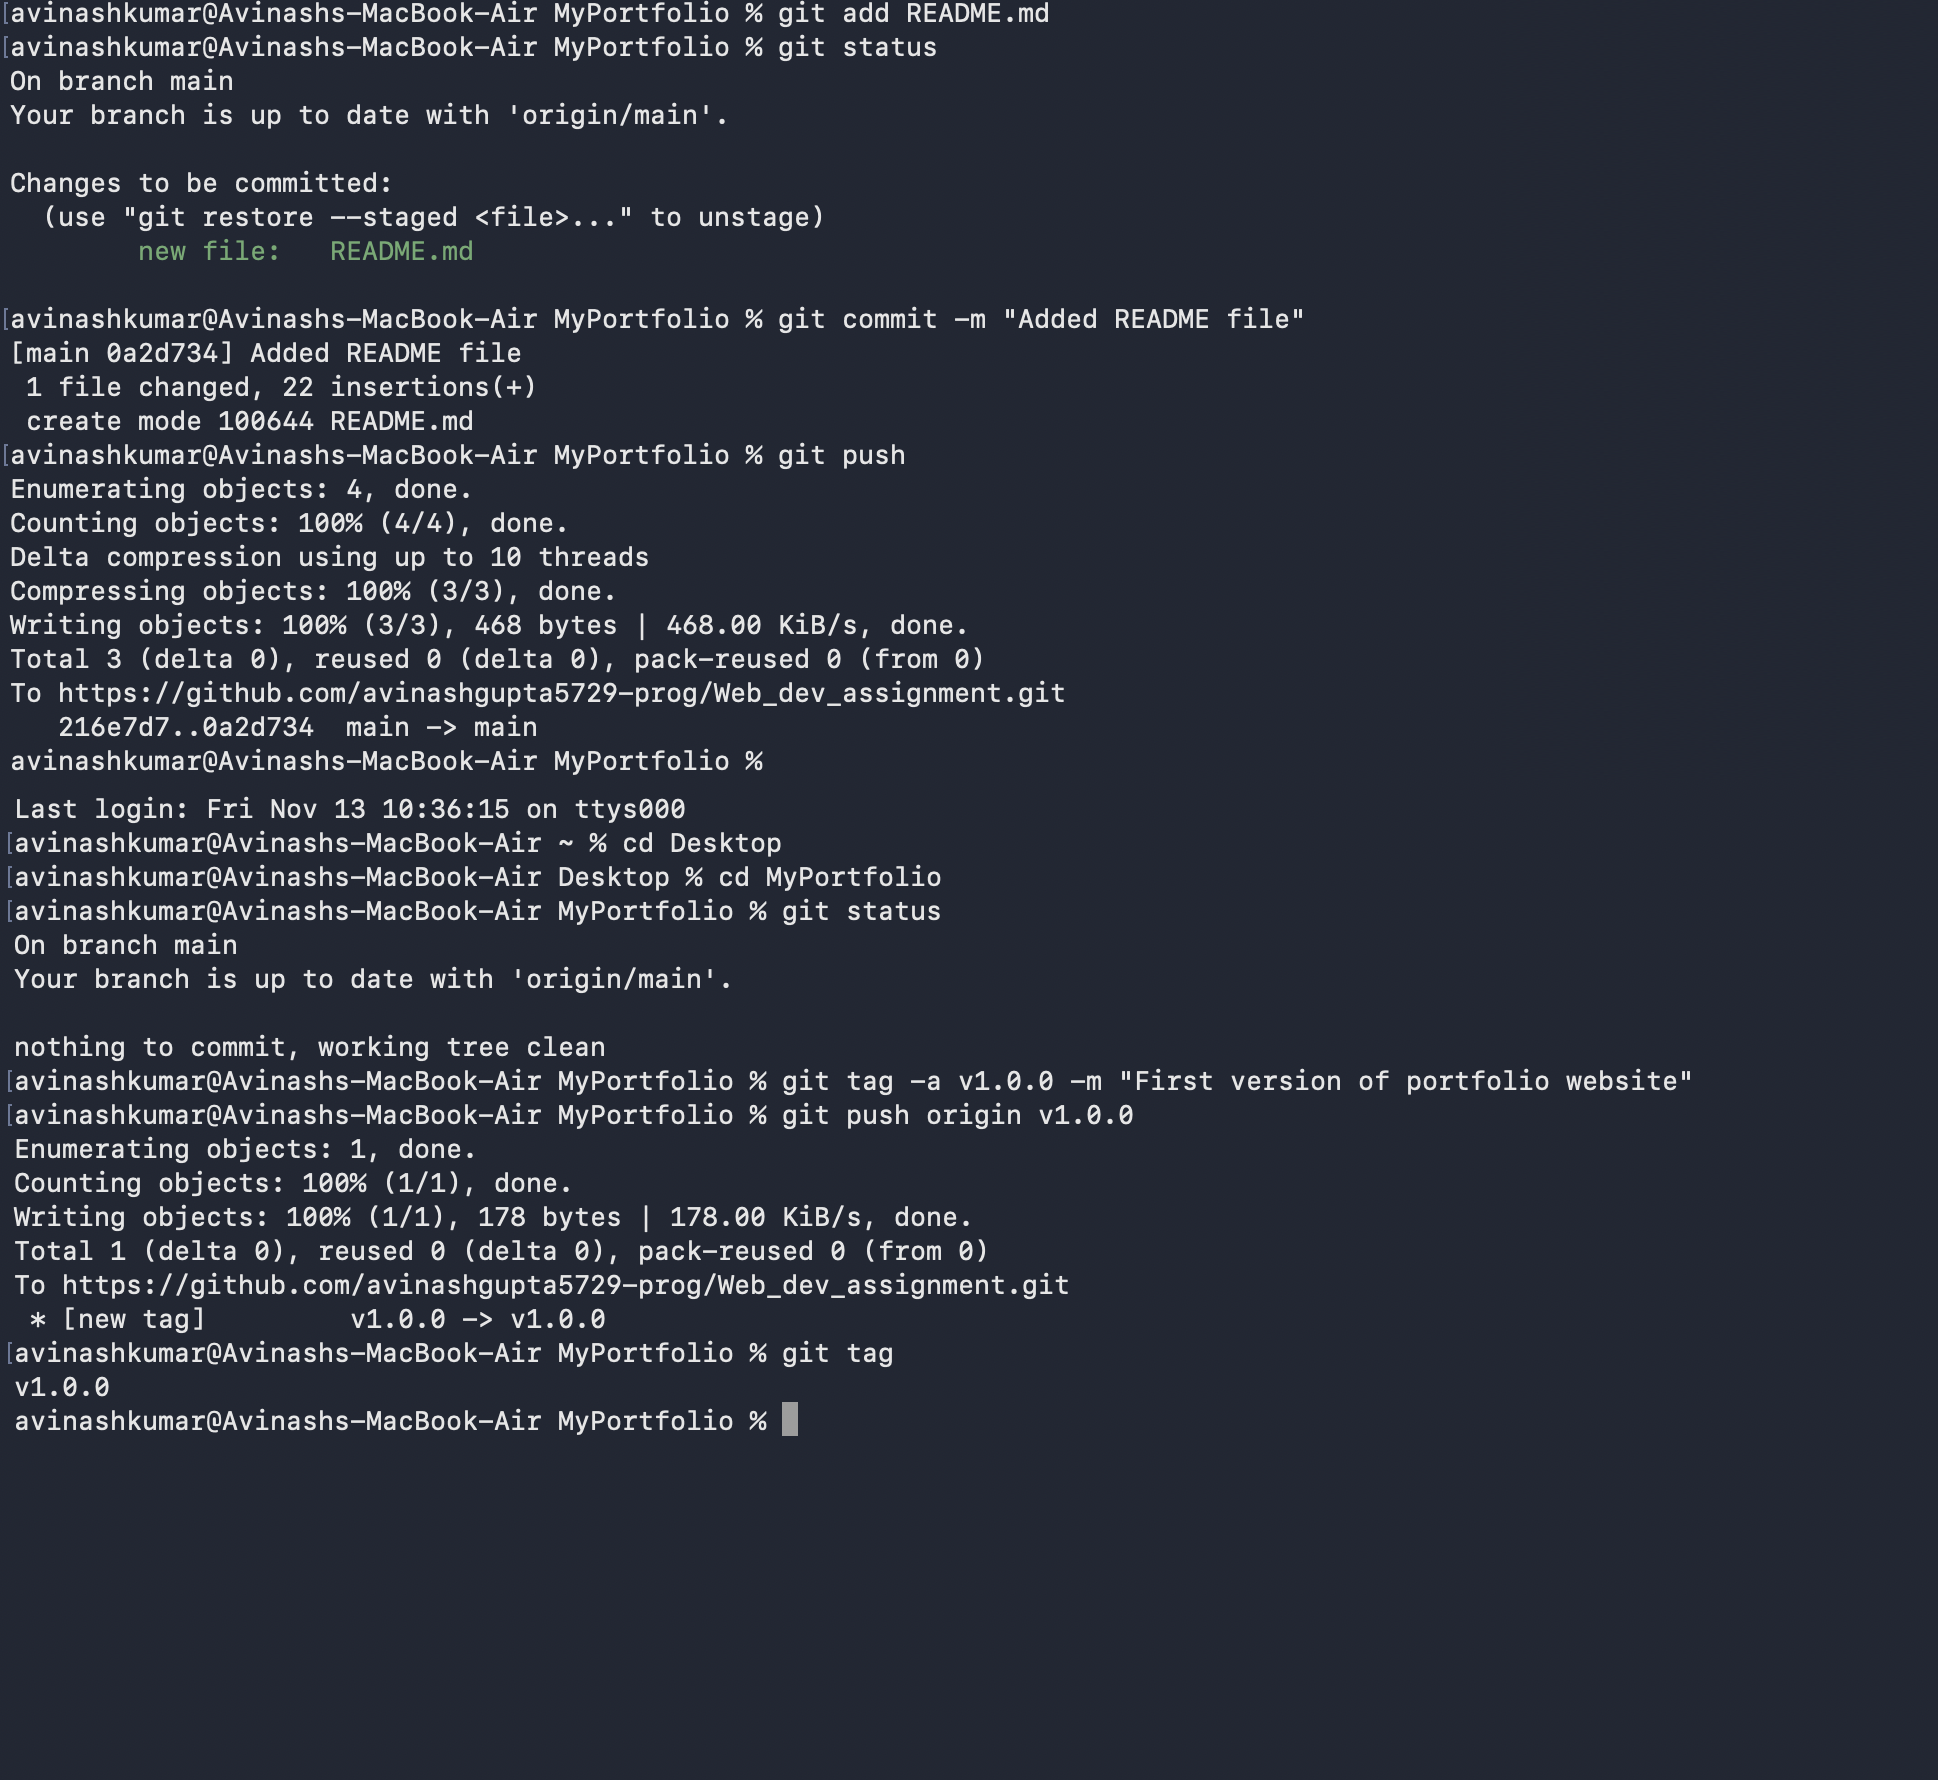 [avinashkumar@Avinashs-MacBook-Air MyPortfolio % git add README.md
[avinashkumar@Avinashs-MacBook-Air MyPortfolio % git status
On branch main
Your branch is up to date with 'origin/main'.

Changes to be committed:
  (use "git restore --staged <file>..." to unstage)
        new file:   README.md

[avinashkumar@Avinashs-MacBook-Air MyPortfolio % git commit -m "Added README file"
[main 0a2d734] Added README file
 1 file changed, 22 insertions(+)
 create mode 100644 README.md
[avinashkumar@Avinashs-MacBook-Air MyPortfolio % git push
Enumerating objects: 4, done.
Counting objects: 100% (4/4), done.
Delta compression using up to 10 threads
Compressing objects: 100% (3/3), done.
Writing objects: 100% (3/3), 468 bytes | 468.00 KiB/s, done.
Total 3 (delta 0), reused 0 (delta 0), pack-reused 0 (from 0)
To https://github.com/avinashgupta5729-prog/Web_dev_assignment.git
   216e7d7..0a2d734  main -> main
avinashkumar@Avinashs-MacBook-Air MyPortfolio %
Last login: Fri Nov 13 10:36:15 on ttys000
[avinashkumar@Avinashs-MacBook-Air ~ % cd Desktop
[avinashkumar@Avinashs-MacBook-Air Desktop % cd MyPortfolio
[avinashkumar@Avinashs-MacBook-Air MyPortfolio % git status
On branch main
Your branch is up to date with 'origin/main'.

nothing to commit, working tree clean
[avinashkumar@Avinashs-MacBook-Air MyPortfolio % git tag -a v1.0.0 -m "First version of portfolio website"
[avinashkumar@Avinashs-MacBook-Air MyPortfolio % git push origin v1.0.0
Enumerating objects: 1, done.
Counting objects: 100% (1/1), done.
Writing objects: 100% (1/1), 178 bytes | 178.00 KiB/s, done.
Total 1 (delta 0), reused 0 (delta 0), pack-reused 0 (from 0)
To https://github.com/avinashgupta5729-prog/Web_dev_assignment.git
 * [new tag]         v1.0.0 -> v1.0.0
[avinashkumar@Avinashs-MacBook-Air MyPortfolio % git tag
v1.0.0
avinashkumar@Avinashs-MacBook-Air MyPortfolio %